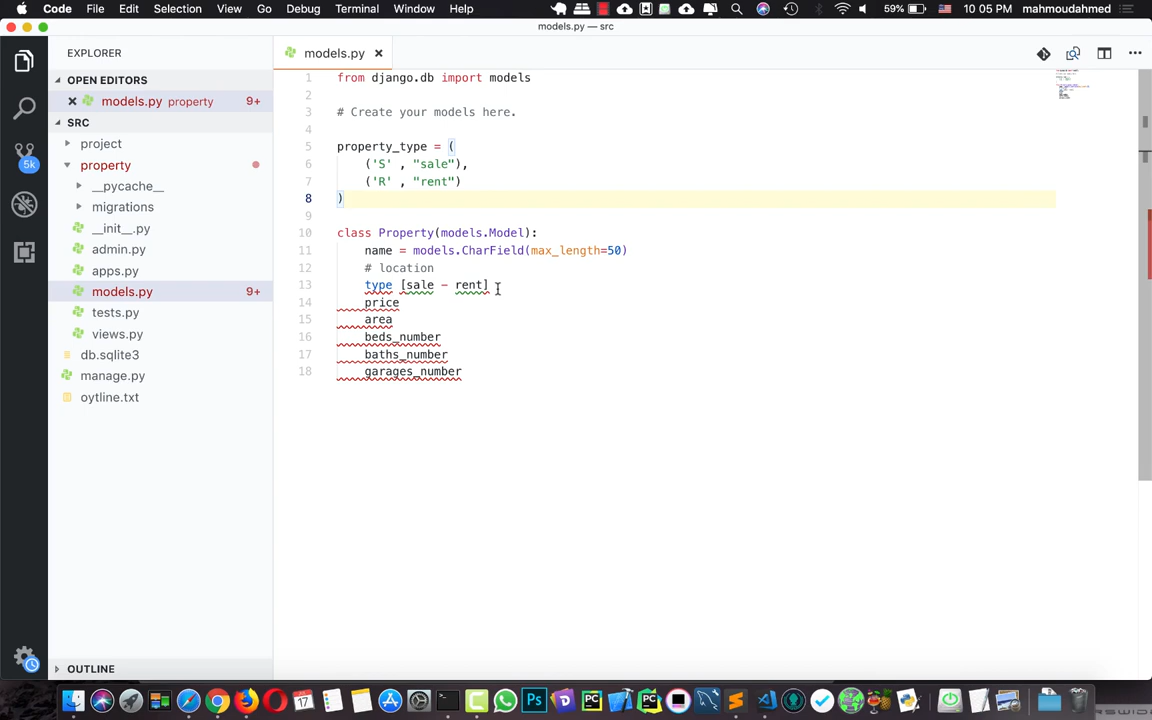 Code File Edit Selection View Go Debug Terminal Window Help 59% 10:05 PM mahmoudahmed
models.py — src
EXPLORER
OPEN EDITORS
models.py property 9+
SRC
project
property
__pycache__
migrations
__init__.py
admin.py
apps.py
models.py 9+
tests.py
views.py
db.sqlite3
manage.py
oytline.txt
OUTLINE
5k
models.py
1 from django.db import models
2
3 # Create your models here.
4
5 property_type = (
6 ('S' , "sale"),
7 ('R' , "rent")
8 )
9
10 class Property(models.Model):
11 name = models.CharField(max_length=50)
12 # location
13 type [sale - rent]
14 price
15 area
16 beds_number
17 baths_number
18 garages_number
17
Ps
PC
PC